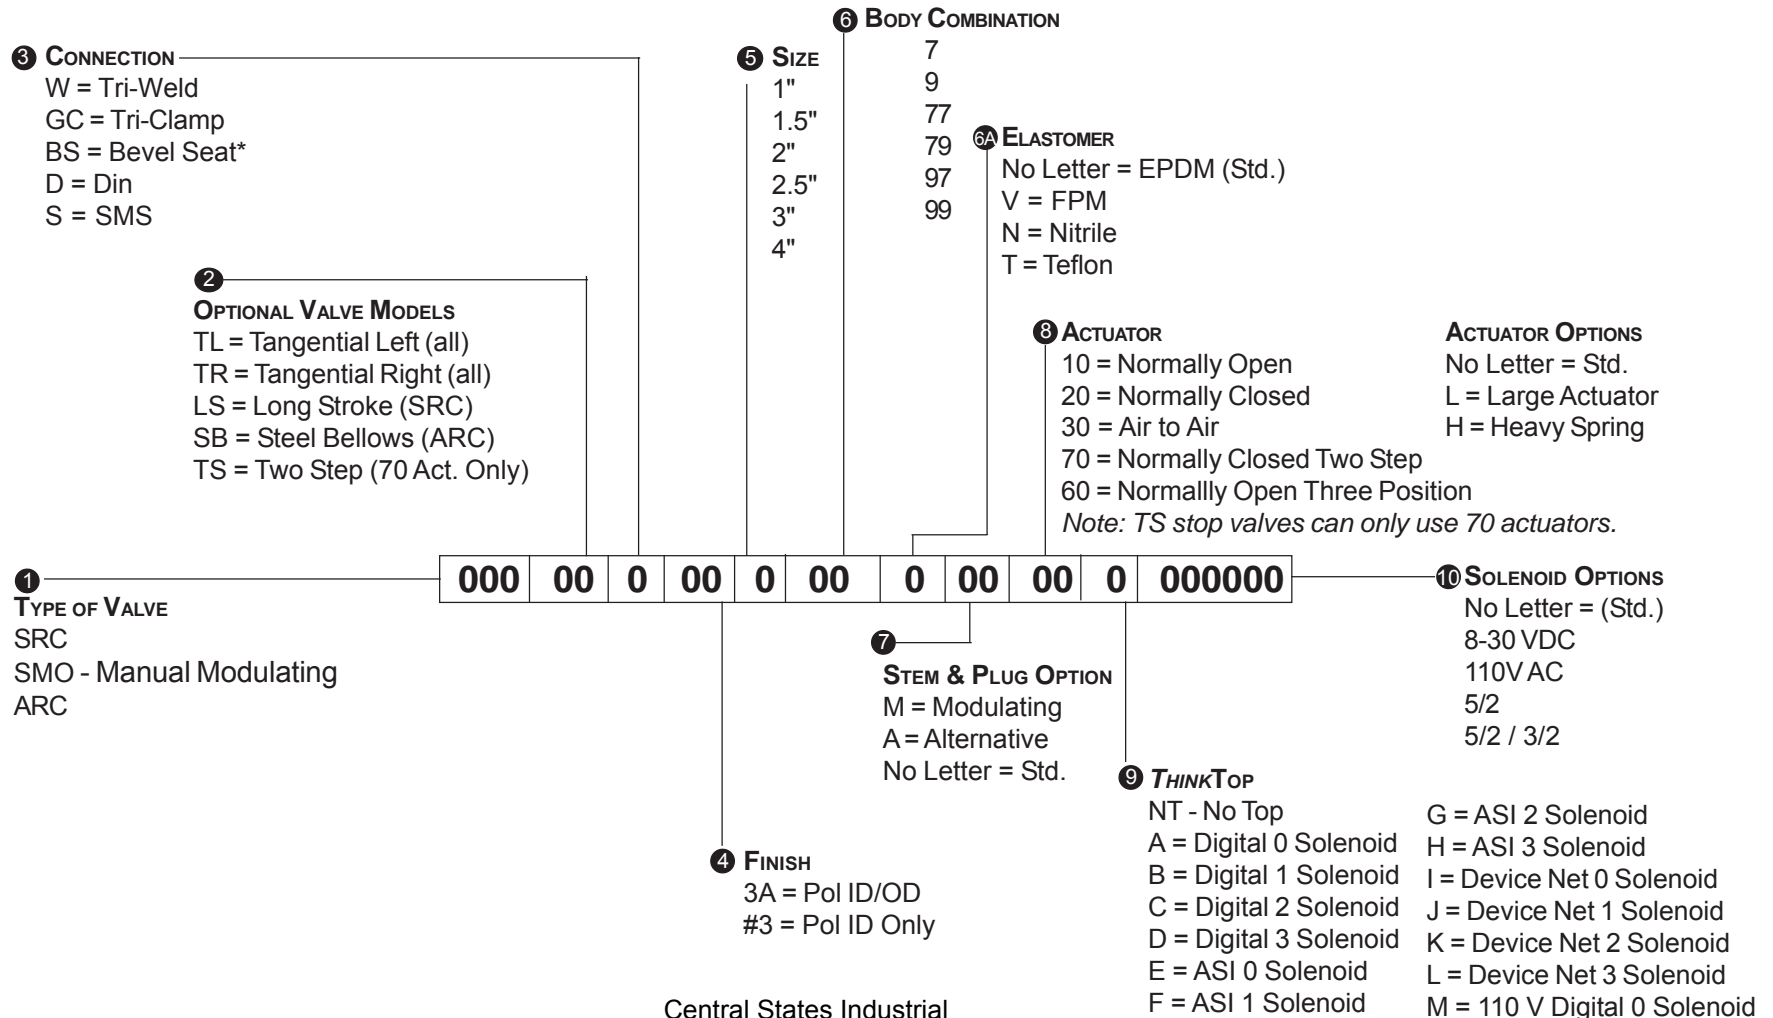 6 BODY COMBINATION
7
9
77
79
97
99
3 CONNECTION
W = Tri-Weld
GC = Tri-Clamp
BS = Bevel Seat*
D = Din
S = SMS
5 SIZE
1"
1.5"
2"
2.5"
3"
4"
6A ELASTOMER
No Letter = EPDM (Std.)
V = FPM
N = Nitrile
T = Teflon
2
OPTIONAL VALVE MODELS
TL = Tangential Left (all)
TR = Tangential Right (all)
LS = Long Stroke (SRC)
SB = Steel Bellows (ARC)
TS = Two Step (70 Act. Only)
8 ACTUATOR
10 = Normally Open
20 = Normally Closed
30 = Air to Air
70 = Normally Closed Two Step
60 = Normallly Open Three Position
Note: TS stop valves can only use 70 actuators.
ACTUATOR OPTIONS
No Letter = Std.
L = Large Actuator
H = Heavy Spring
000 00 0 00 0 00 0 00 00 0 000000
1
TYPE OF VALVE
SRC
SMO - Manual Modulating
ARC
10 SOLENOID OPTIONS
No Letter = (Std.)
8-30 VDC
110V AC
5/2
5/2 / 3/2
7
STEM & PLUG OPTION
M = Modulating
A = Alternative
No Letter = Std.
4 FINISH
3A = Pol ID/OD
#3 = Pol ID Only
9 THINKTOP
NT - No Top
A = Digital 0 Solenoid
B = Digital 1 Solenoid
C = Digital 2 Solenoid
D = Digital 3 Solenoid
E = ASI 0 Solenoid
F = ASI 1 Solenoid
G = ASI 2 Solenoid
H = ASI 3 Solenoid
I = Device Net 0 Solenoid
J = Device Net 1 Solenoid
K = Device Net 2 Solenoid
L = Device Net 3 Solenoid
M = 110 V Digital 0 Solenoid
Central States Industrial